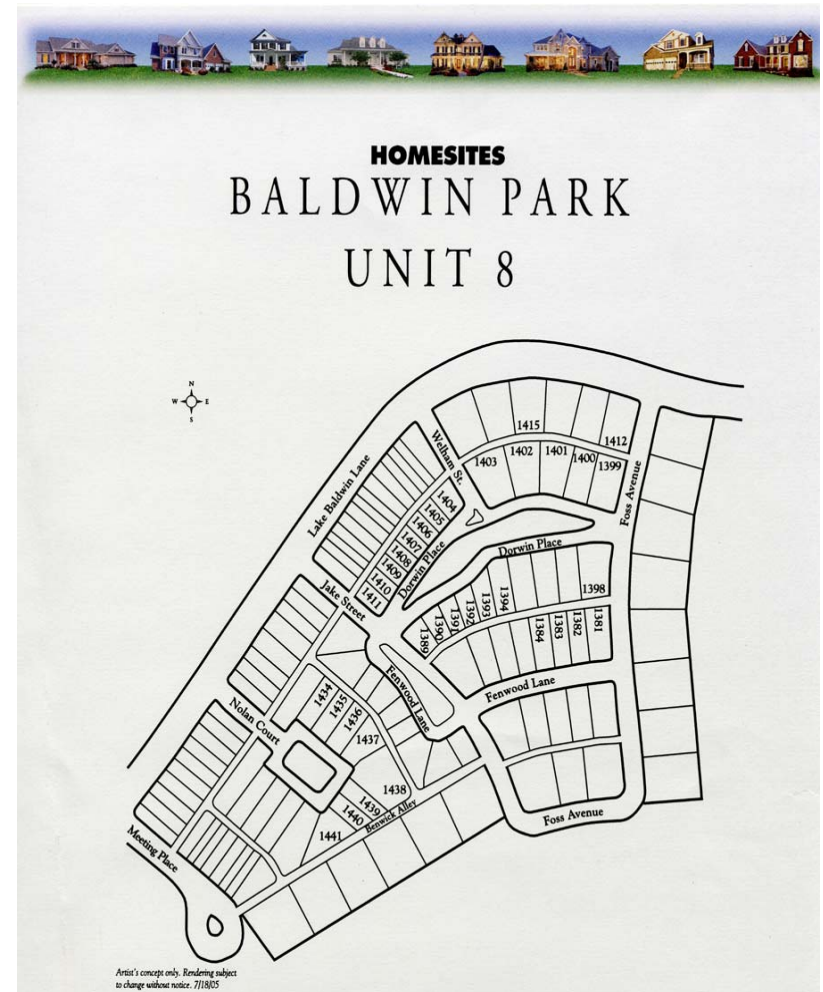 HOMESITES
BALDWIN PARK
UNIT 8
N
W E
S
Lake Baldwin Lane
Welham St.
1415
1412
1403
1402
1401
1400
1399
Foss Avenue
1404
1405
1406
1407
1408
1409
1410
1411
Dorwin Place
Dorwin Place
Jake Street
1398
1394
1393
1392
1391
1390
1389
1384
1383
1382
1381
Fenwood Lane
Fenwood Lane
Nolan Court
1434
1435
1436
1437
1438
1439
1440
1441
Benwick Alley
Foss Avenue
Meeting Place
Artist's concept only. Rendering subject
to change without notice. 7/18/05